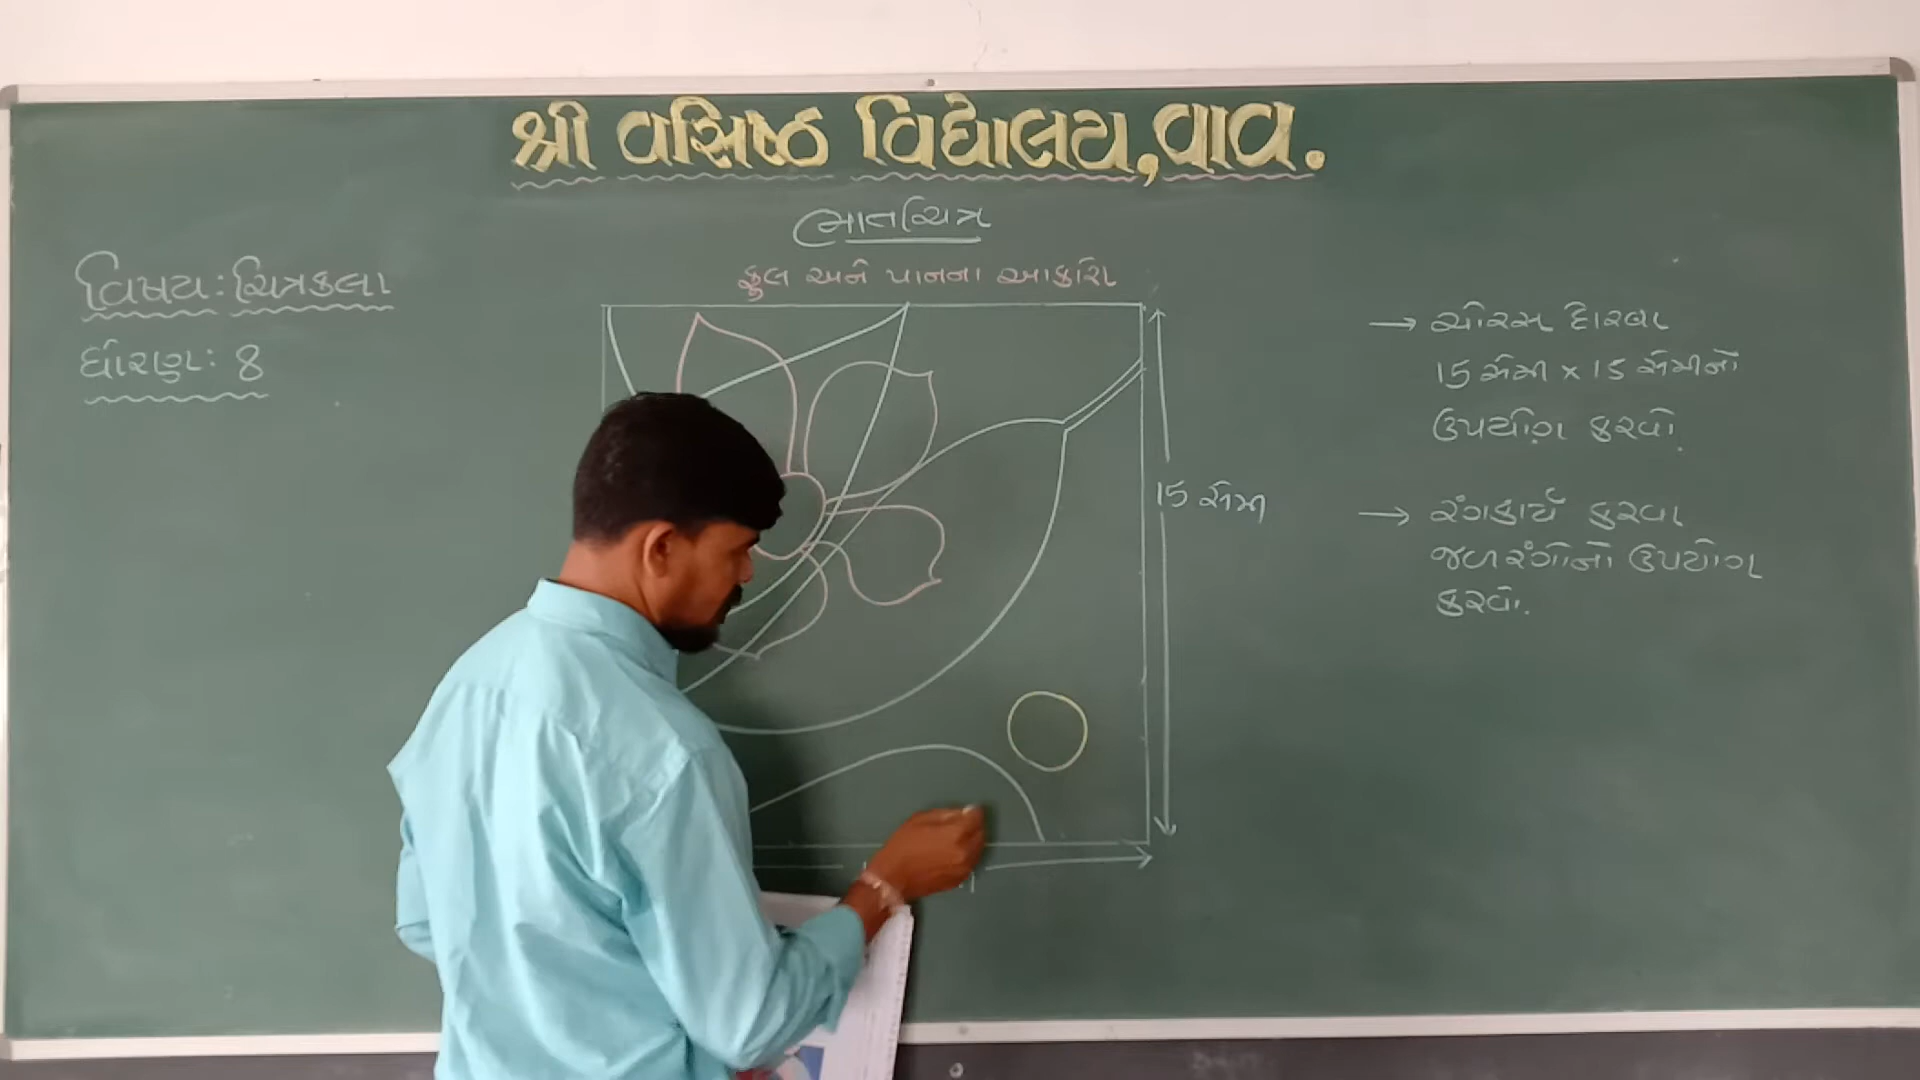 શ્રી વસિષ્ઠ વિદ્યાલય,વાવ.
ભાતચિત્ર
ફુલ અને પાનના આકારો
વિષય: ચિત્રકલા
ધોરણ: 8
15 સેમી
→ ચોરસ દોરવા
15 સેમી × 15 સેમીનો
ઉપયોગ કરવો.
→ રંગકાર્ય કરવા
જળરંગોનો ઉપયોગ
કરવો.